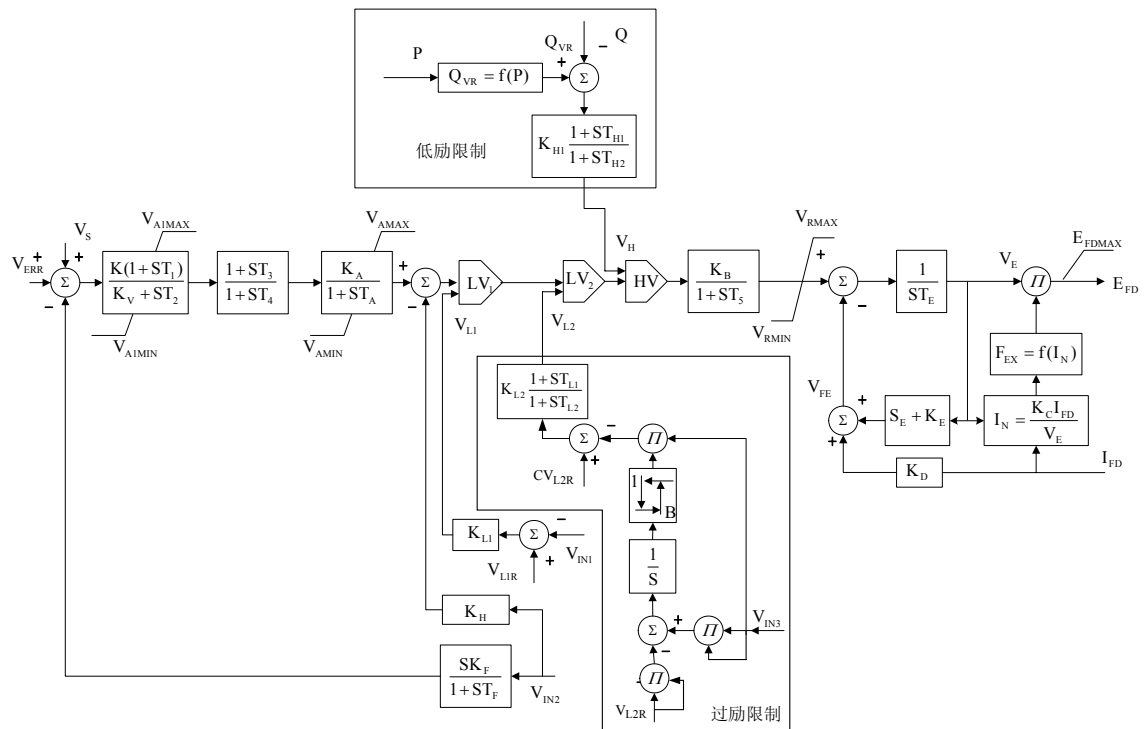 P
Q_VR
Q
Q_VR = f(P)
+
−
Σ
K_H1 (1+ST_H1)/(1+ST_H2)
低励限制
V_ERR
V_S
+
+
−
Σ
V_A1MAX
K(1+ST_1)/(K_V+ST_2)
V_A1MIN
(1+ST_3)/(1+ST_4)
V_AMAX
K_A/(1+ST_A)
V_AMIN
+
−
Σ
LV_1
V_L1
LV_2
V_L2
V_H
HV
K_B/(1+ST_5)
V_RMAX
V_RMIN
+
−
Σ
1/(ST_E)
V_E
Π
E_FDMAX
E_FD
F_EX = f(I_N)
V_FE
Σ
+
+
S_E + K_E
I_N = (K_C I_FD)/V_E
K_D
I_FD
K_L2 (1+ST_L1)/(1+ST_L2)
Σ
−
+
Π
CV_L2R
1
B
1/S
K_L1
Σ
−
+
V_IN1
V_L1R
K_H
Σ
+
−
Π
V_IN3
SK_F/(1+ST_F)
V_IN2
-
Π
V_L2R
过励限制